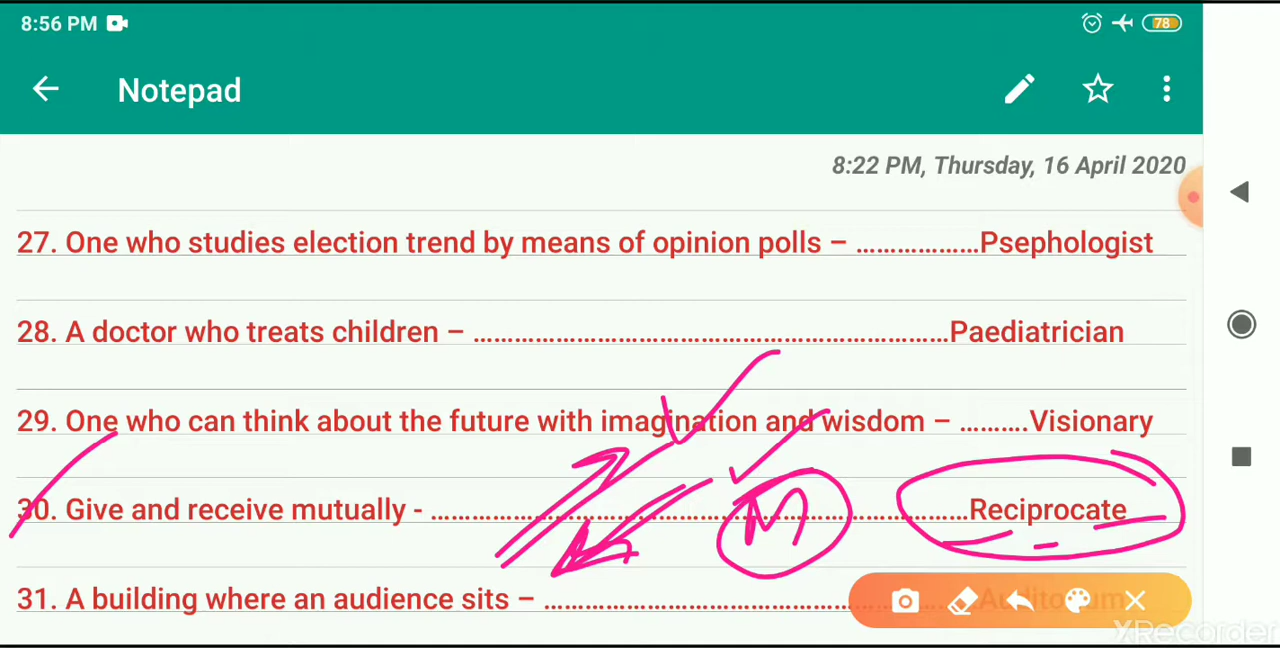 8:56 PM
78
Notepad
8:22 PM, Thursday, 16 April 2020
27. One who studies election trend by means of opinion polls – ………………Psephologist
28. A doctor who treats children – ………………………………………………………………Paediatrician
29. One who can think about the future with imagination and wisdom – ……….Visionary
30. Give and receive mutually - …………………………………………………………………………Reciprocate
M
31. A building where an audience sits – ………………………………………………………Auditorium
XRecorder